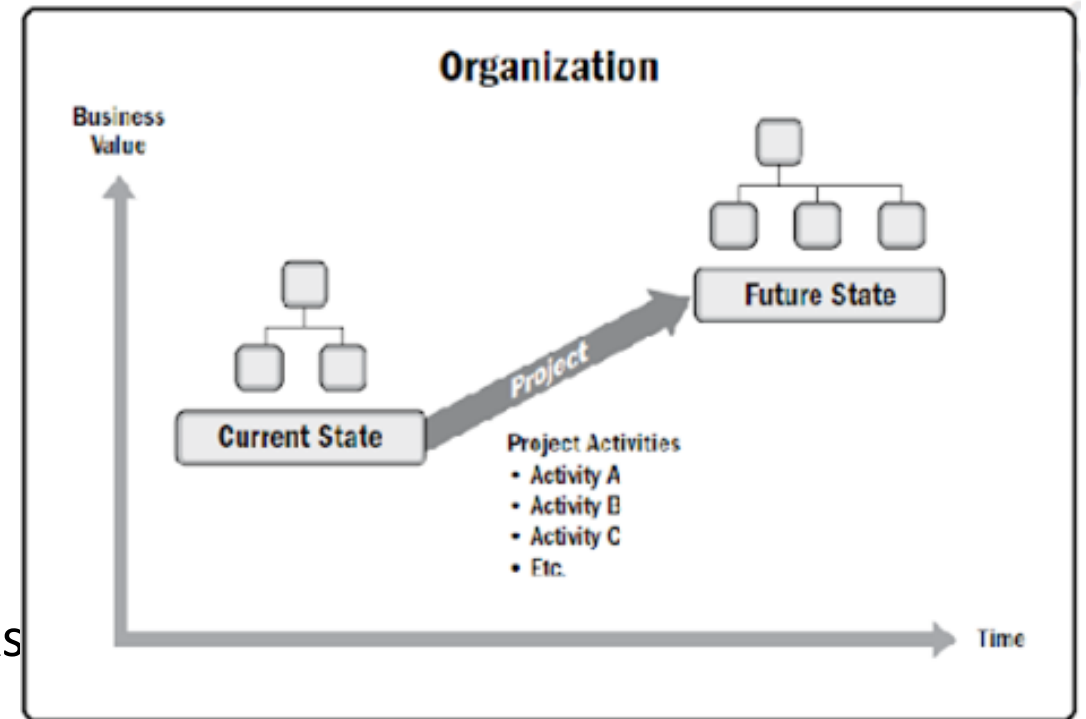 Organization
Business
Value
Future State
Project
Current State
Project Activities
• Activity A
• Activity B
• Activity C
• Etc.
s
Time